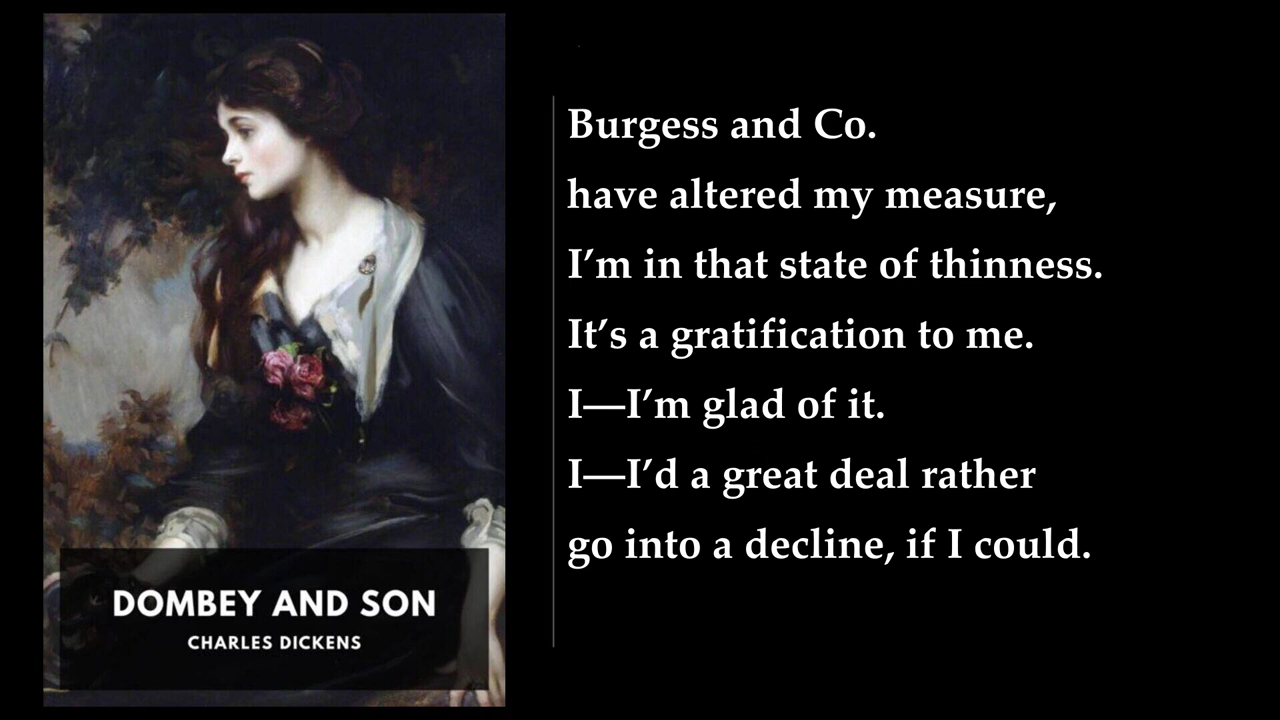 DOMBEY AND SON
CHARLES DICKENS
Burgess and Co.
have altered my measure,
I’m in that state of thinness.
It’s a gratification to me.
I—I’m glad of it.
I—I’d a great deal rather
go into a decline, if I could.